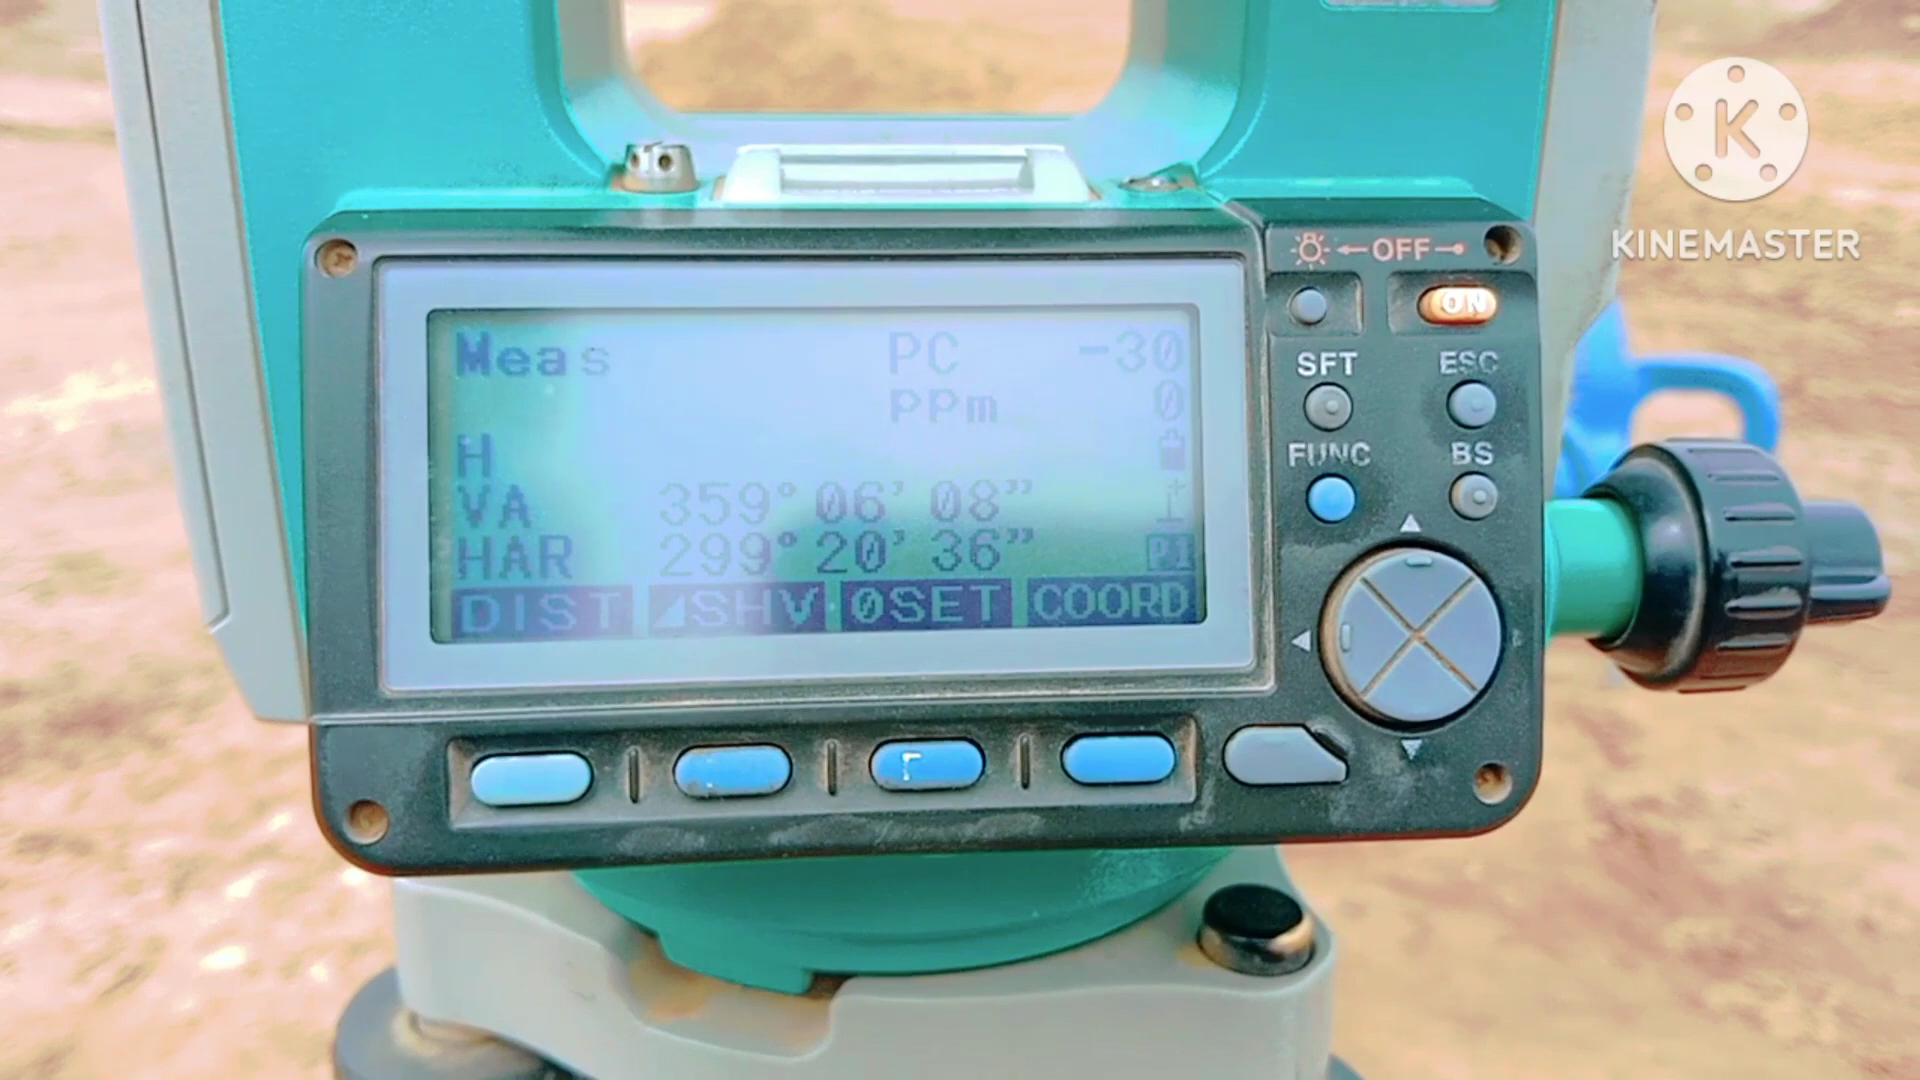 K
KINEMASTER
←OFF→
ON
SFT ESC
FUNC BS
Meas PC -30
ppm 0
H
VA 359° 06' 08"
HAR 299° 20' 36" P1
DIST ◢SHV 0SET COORD